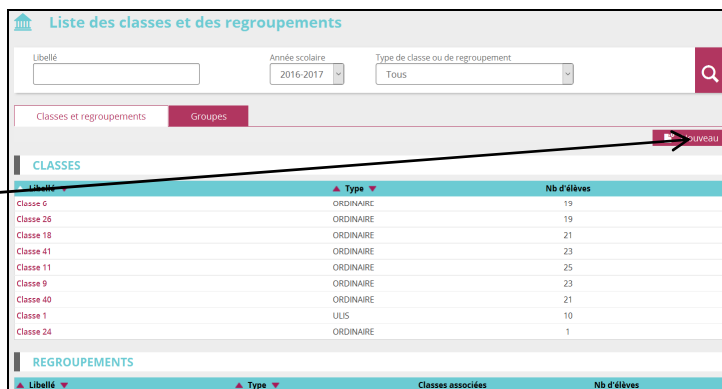 Liste des classes et des regroupements
Libellé Année scolaire Type de classe ou de regroupement
2016-2017 Tous
Classes et regroupements Groupes
Nouveau
CLASSES
Libellé Type Nb d'élèves
Classe 6 ORDINAIRE 19
Classe 26 ORDINAIRE 19
Classe 18 ORDINAIRE 21
Classe 41 ORDINAIRE 23
Classe 11 ORDINAIRE 25
Classe 9 ORDINAIRE 23
Classe 40 ORDINAIRE 21
Classe 1 ULIS 10
Classe 24 ORDINAIRE 1
REGROUPEMENTS
Libellé Type Classes associées Nb d'élèves